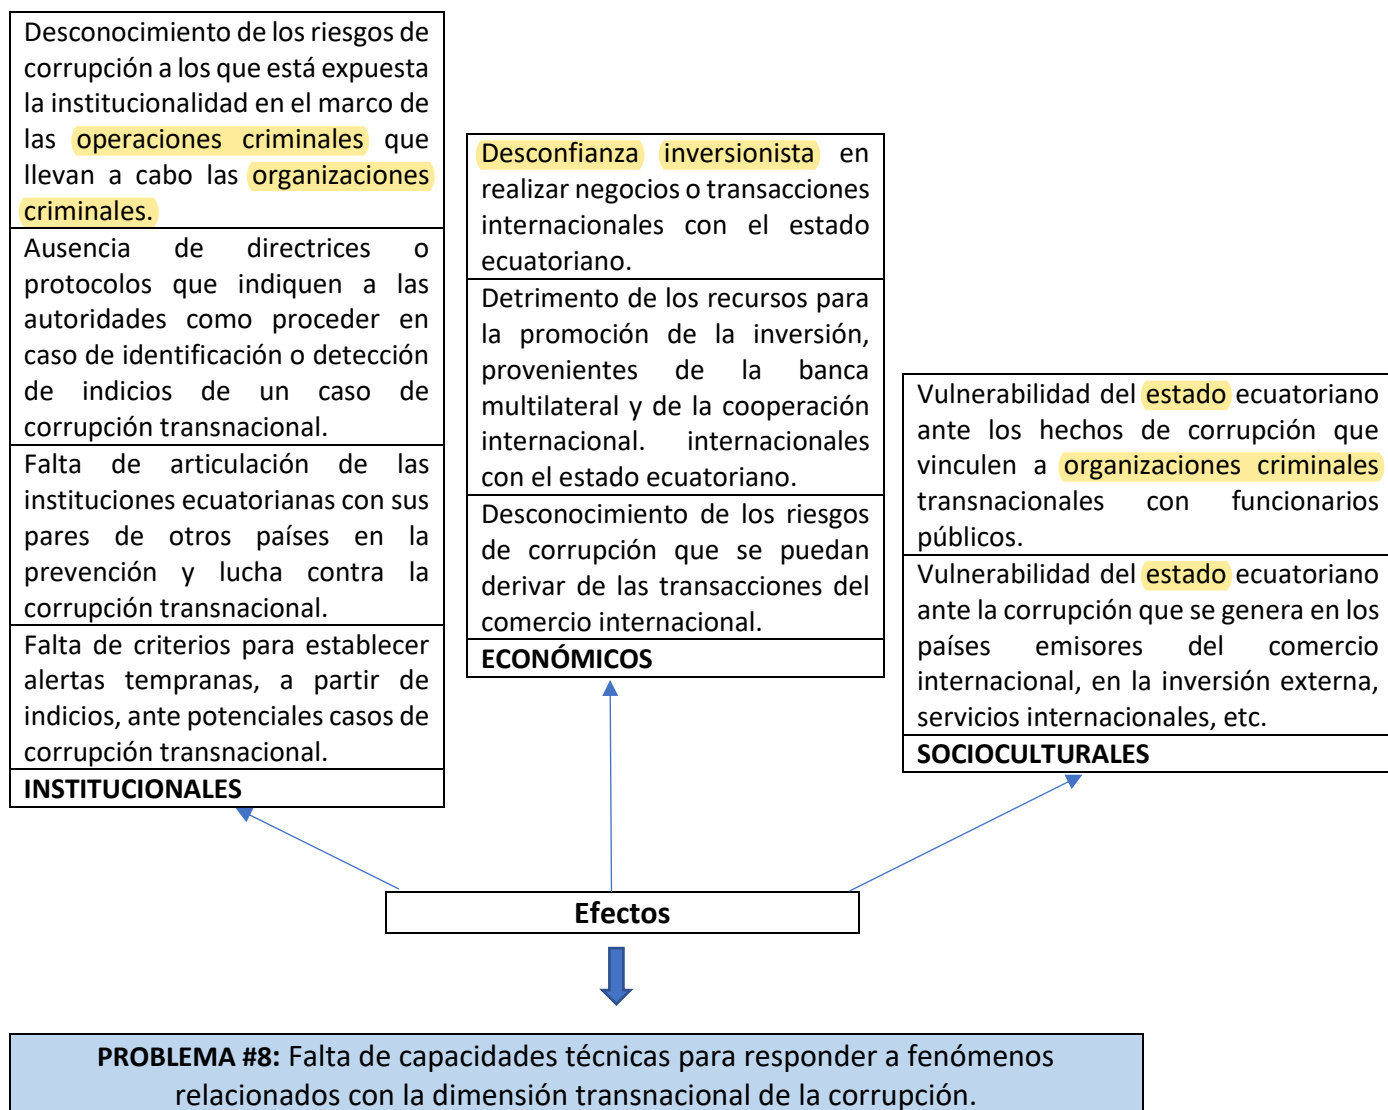 Desconocimiento de los riesgos de
corrupción a los que está expuesta
la institucionalidad en el marco de
las operaciones criminales que
llevan a cabo las organizaciones
criminales.
Ausencia de directrices o
protocolos que indiquen a las
autoridades como proceder en
caso de identificación o detección
de indicios de un caso de
corrupción transnacional.
Falta de articulación de las
instituciones ecuatorianas con sus
pares de otros países en la
prevención y lucha contra la
corrupción transnacional.
Falta de criterios para establecer
alertas tempranas, a partir de
indicios, ante potenciales casos de
corrupción transnacional.
INSTITUCIONALES
Desconfianza inversionista en
realizar negocios o transacciones
internacionales con el estado
ecuatoriano.
Detrimento de los recursos para
la promoción de la inversión,
provenientes de la banca
multilateral y de la cooperación
internacional. internacionales
con el estado ecuatoriano.
Desconocimiento de los riesgos
de corrupción que se puedan
derivar de las transacciones del
comercio internacional.
ECONÓMICOS
Vulnerabilidad del estado ecuatoriano
ante los hechos de corrupción que
vinculen a organizaciones criminales
transnacionales con funcionarios
públicos.
Vulnerabilidad del estado ecuatoriano
ante la corrupción que se genera en los
países emisores del comercio
internacional, en la inversión externa,
servicios internacionales, etc.
SOCIOCULTURALES
Efectos
PROBLEMA #8: Falta de capacidades técnicas para responder a fenómenos
relacionados con la dimensión transnacional de la corrupción.